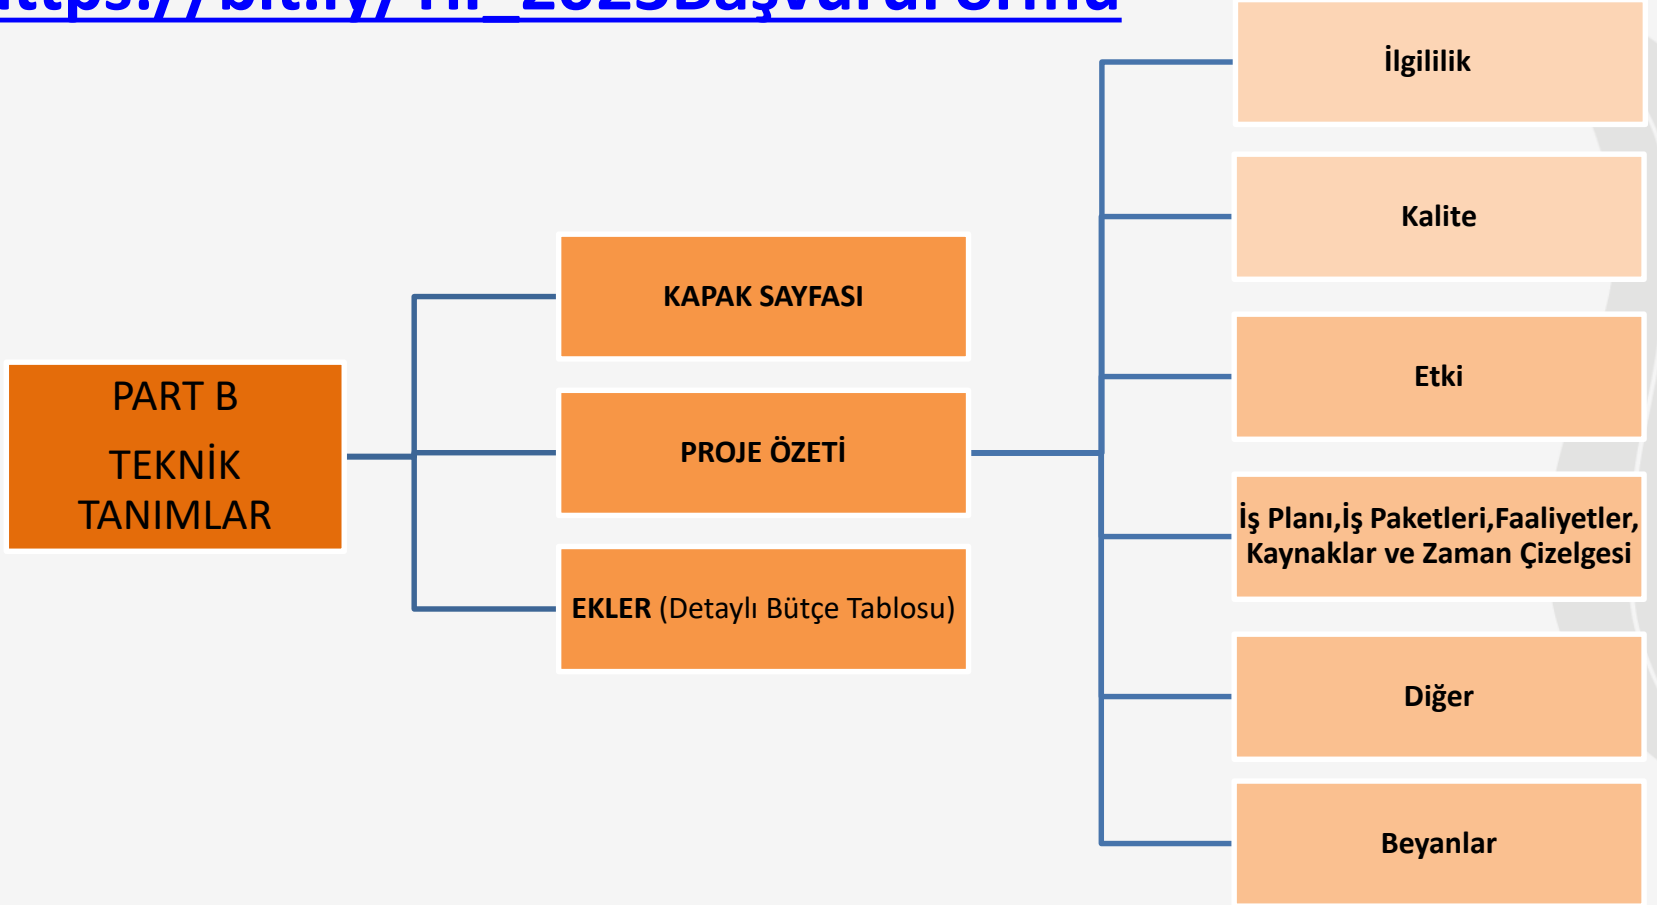 PART B
TEKNİK
TANIMLAR
KAPAK SAYFASI
PROJE ÖZETİ
EKLER (Detaylı Bütçe Tablosu)
İlgililik
Kalite
Etki
İş Planı,İş Paketleri,Faaliyetler,
Kaynaklar ve Zaman Çizelgesi
Diğer
Beyanlar